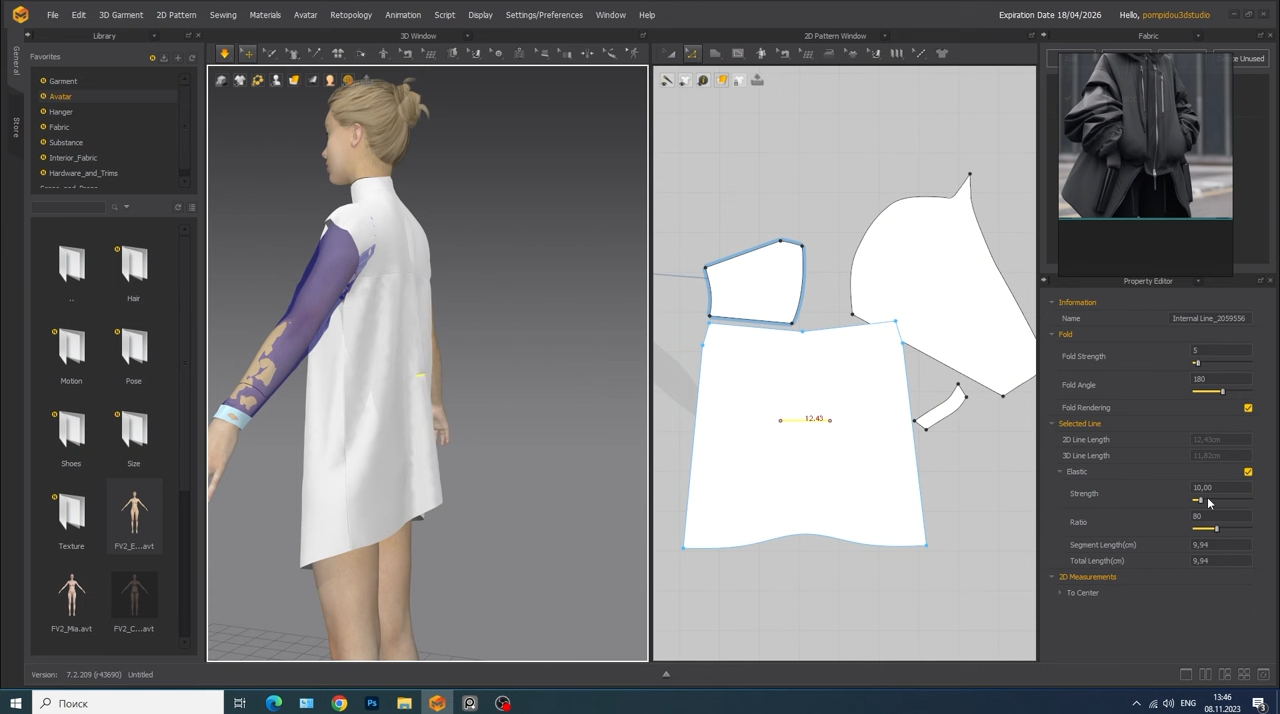 File Edit 3D Garment 2D Pattern Sewing Materials Avatar Retopology Animation Script Display Settings/Preferences Window Help
Expiration Date 18/04/2026 Hello, pompidou3dstudio
Library
3D Window
2D Pattern Window
Fabric
General
Store
Favorites
Garment
Avatar
Hanger
Fabric
Substance
Interior_Fabric
Hardware_and_Trims
..
Hair
Motion
Pose
Shoes
Size
Texture
FV2_E...avt
FV2_Mia.avt
FV2_C...avt
12.43
Unused
Property Editor
Information
Name Internal Line_2059556
Fold
Fold Strength 5
Fold Angle 180
Fold Rendering
Selected Line
2D Line Length 12,43cm
3D Line Length 11,82cm
Elastic
Strength 10,00
Ratio 80
Segment Length(cm) 9,94
Total Length(cm) 9,94
2D Measurements
To Center
Version: 7.2.209 (r43690) Untitled
Поиск
Ps
ENG
13:46
08.11.2023
3